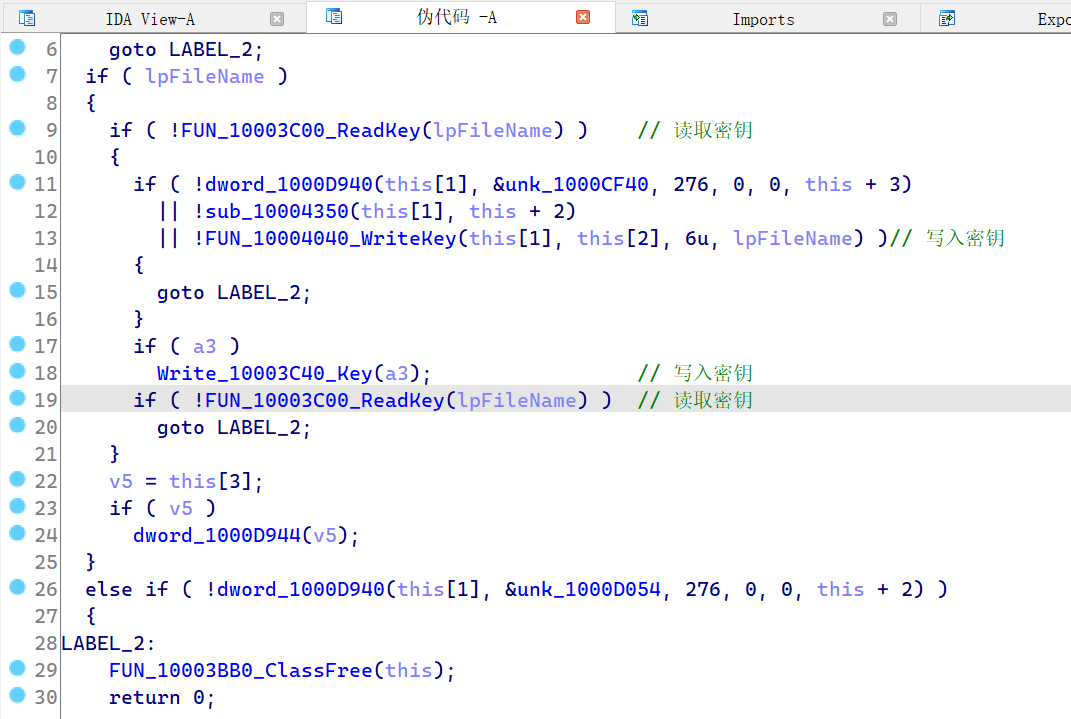 IDA View-A 伪代码 -A Imports Expo
6 goto LABEL_2;
7 if ( lpFileName )
8 {
9 if ( !FUN_10003C00_ReadKey(lpFileName) ) // 读取密钥
10 {
11 if ( !dword_1000D940(this[1], &unk_1000CF40, 276, 0, 0, this + 3)
12 || !sub_10004350(this[1], this + 2)
13 || !FUN_10004040_WriteKey(this[1], this[2], 6u, lpFileName) )// 写入密钥
14 {
15 goto LABEL_2;
16 }
17 if ( a3 )
18 Write_10003C40_Key(a3); // 写入密钥
19 if ( !FUN_10003C00_ReadKey(lpFileName) ) // 读取密钥
20 goto LABEL_2;
21 }
22 v5 = this[3];
23 if ( v5 )
24 dword_1000D944(v5);
25 }
26 else if ( !dword_1000D940(this[1], &unk_1000D054, 276, 0, 0, this + 2) )
27 {
28 LABEL_2:
29 FUN_10003BB0_ClassFree(this);
30 return 0;